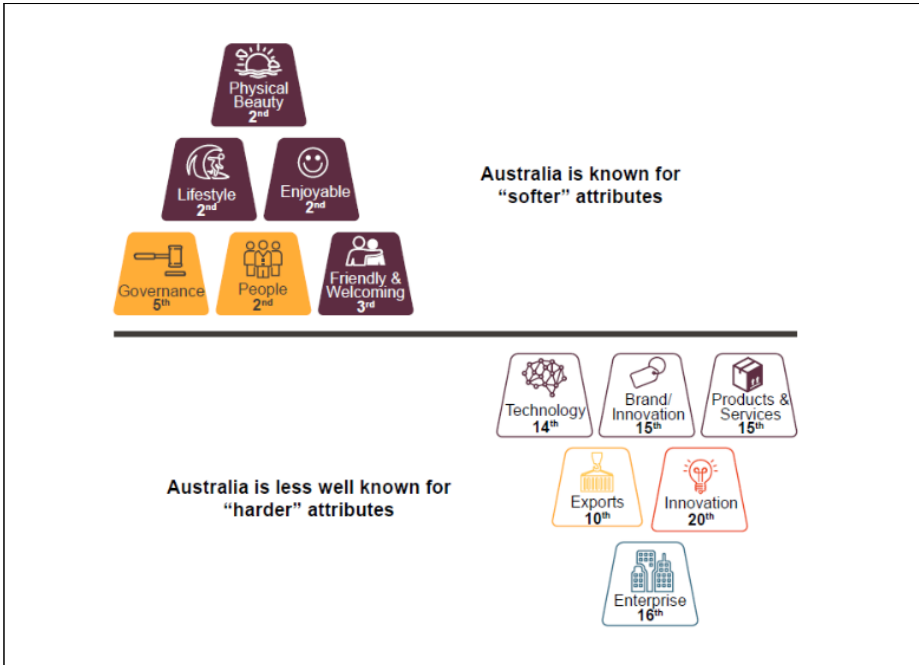 Physical
Beauty
2nd
Lifestyle
2nd
Enjoyable
2nd
Australia is known for
“softer” attributes
Governance
5th
People
2nd
Friendly &
Welcoming
3rd
Technology
14th
Brand/
Innovation
15th
Products &
Services
15th
Australia is less well known for
“harder” attributes
Exports
10th
Innovation
20th
Enterprise
16th